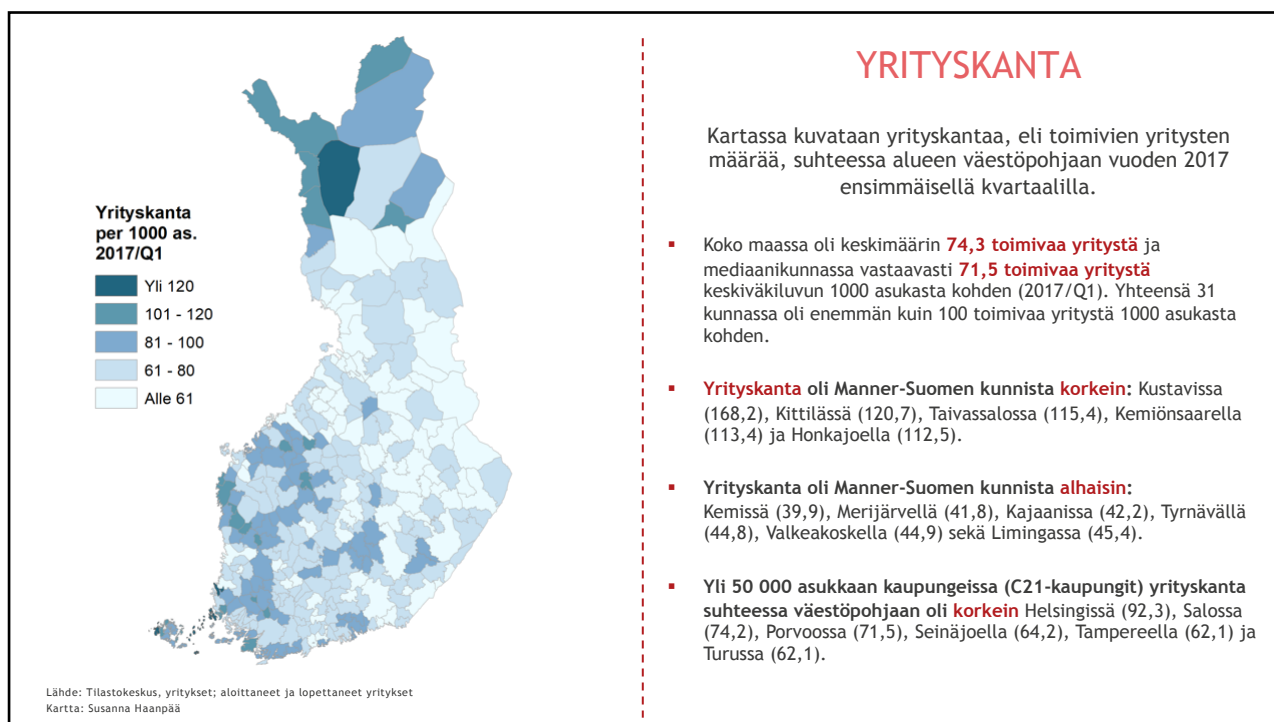 YRITYSKANTA
Kartassa kuvataan yrityskantaa, eli toimivien yritysten
määrää, suhteessa alueen väestöpohjaan vuoden 2017
ensimmäisellä kvartaalilla.
Yrityskanta
per 1000 as.
2017/Q1
Yli 120
101 - 120
81 - 100
61 - 80
Alle 61
▪ Koko maassa oli keskimäärin 74,3 toimivaa yritystä ja
mediaanikunnassa vastaavasti 71,5 toimivaa yritystä
keskiväkiluvun 1000 asukasta kohden (2017/Q1). Yhteensä 31
kunnassa oli enemmän kuin 100 toimivaa yritystä 1000 asukasta
kohden.
▪ Yrityskanta oli Manner-Suomen kunnista korkein: Kustavissa
(168,2), Kittilässä (120,7), Taivassalossa (115,4), Kemiönsaarella
(113,4) ja Honkajoella (112,5).
▪ Yrityskanta oli Manner-Suomen kunnista alhaisin:
Kemissä (39,9), Merijärvellä (41,8), Kajaanissa (42,2), Tyrnävällä
(44,8), Valkeakoskella (44,9) sekä Limingassa (45,4).
▪ Yli 50 000 asukkaan kaupungeissa (C21-kaupungit) yrityskanta
suhteessa väestöpohjaan oli korkein Helsingissä (92,3), Salossa
(74,2), Porvoossa (71,5), Seinäjoella (64,2), Tampereella (62,1) ja
Turussa (62,1).
Lähde: Tilastokeskus, yritykset; aloittaneet ja lopettaneet yritykset
Kartta: Susanna Haanpää